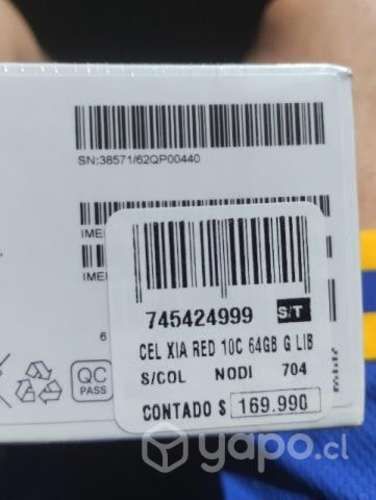 SN:38571/62QP00440
IME
IME
6
QC
PASS
745424999 S/T
CEL XIA RED 10C 64GB G LIB
S/COL NODI 704
CONTADO $ 169.990
yapo.cl